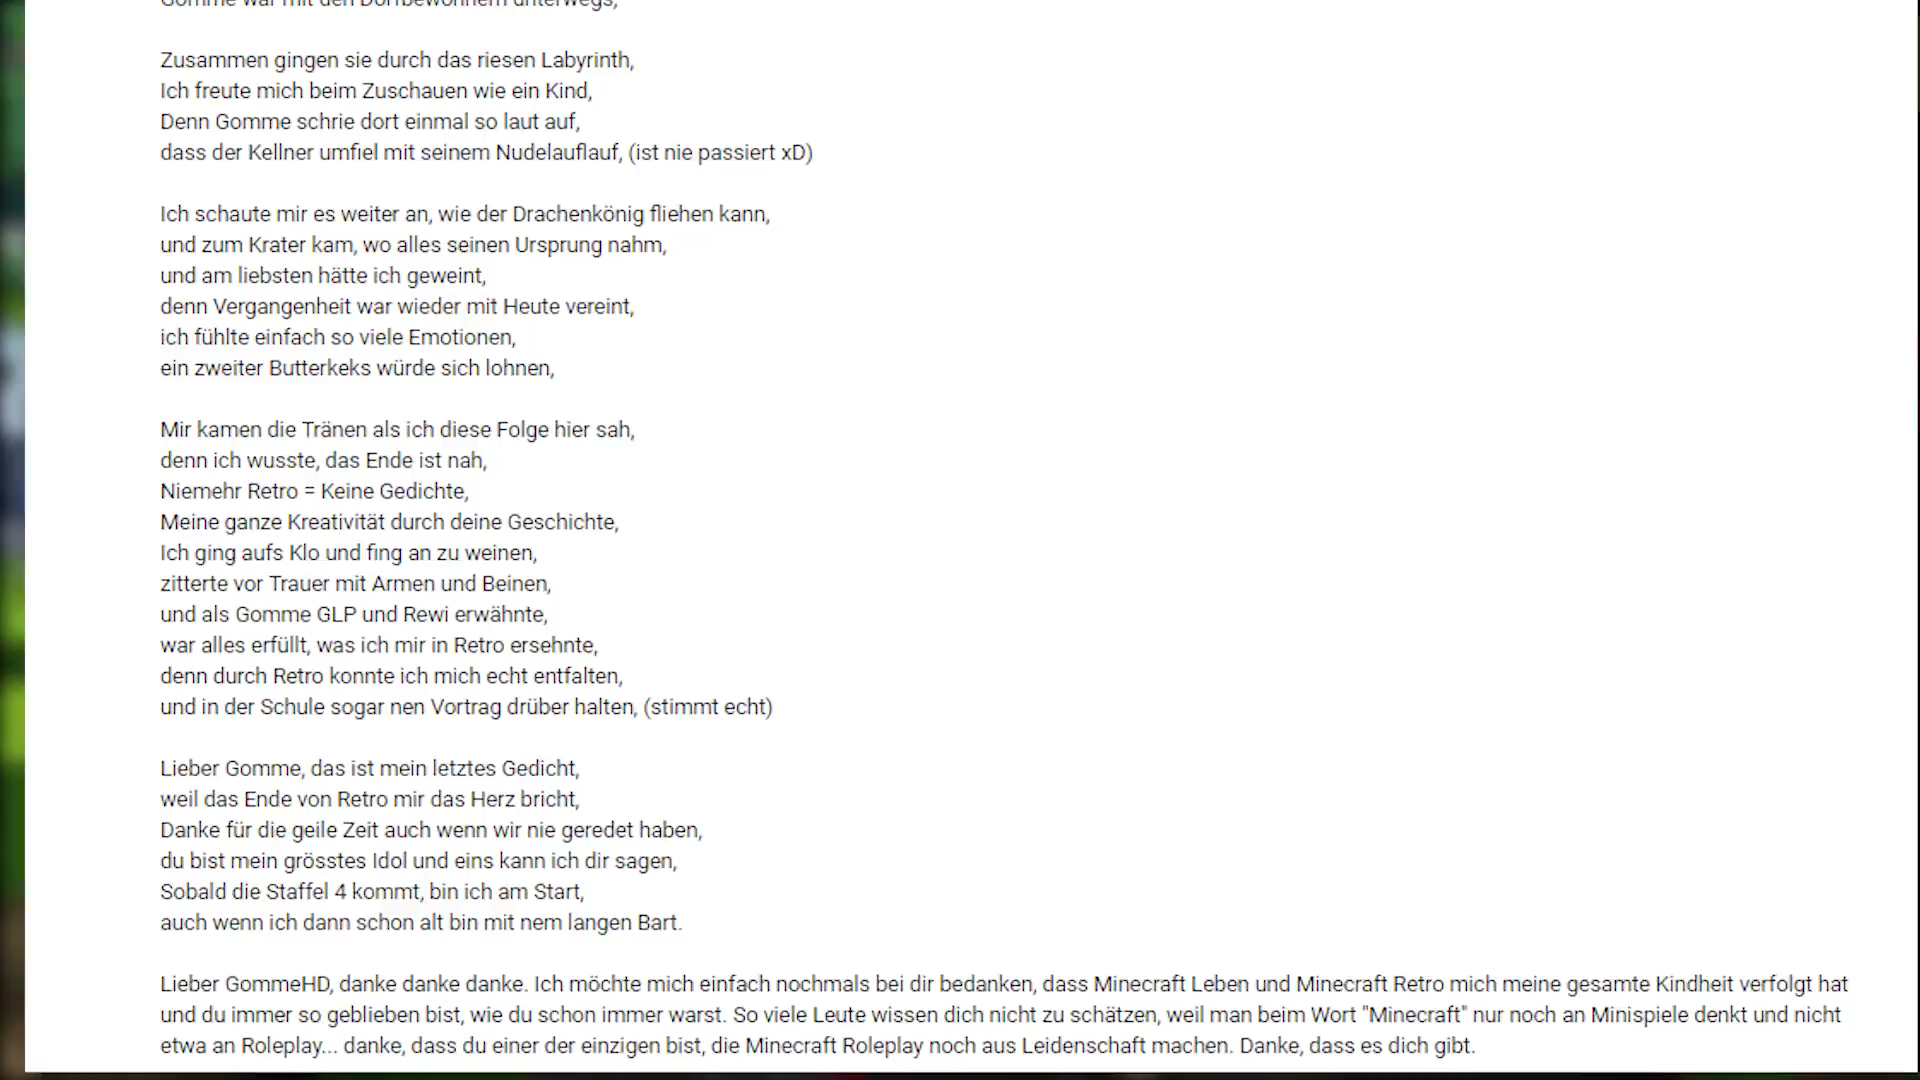 Gomme war mit den Dorfbewohnern unterwegs,
Zusammen gingen sie durch das riesen Labyrinth,
Ich freute mich beim Zuschauen wie ein Kind,
Denn Gomme schrie dort einmal so laut auf,
dass der Kellner umfiel mit seinem Nudelauflauf, (ist nie passiert xD)
Ich schaute mir es weiter an, wie der Drachenkönig fliehen kann,
und zum Krater kam, wo alles seinen Ursprung nahm,
und am liebsten hätte ich geweint,
denn Vergangenheit war wieder mit Heute vereint,
ich fühlte einfach so viele Emotionen,
ein zweiter Butterkeks würde sich lohnen,
Mir kamen die Tränen als ich diese Folge hier sah,
denn ich wusste, das Ende ist nah,
Niemehr Retro = Keine Gedichte,
Meine ganze Kreativität durch deine Geschichte,
Ich ging aufs Klo und fing an zu weinen,
zitterte vor Trauer mit Armen und Beinen,
und als Gomme GLP und Rewi erwähnte,
war alles erfüllt, was ich mir in Retro ersehnte,
denn durch Retro konnte ich mich echt entfalten,
und in der Schule sogar nen Vortrag drüber halten, (stimmt echt)
Lieber Gomme, das ist mein letztes Gedicht,
weil das Ende von Retro mir das Herz bricht,
Danke für die geile Zeit auch wenn wir nie geredet haben,
du bist mein grösstes Idol und eins kann ich dir sagen,
Sobald die Staffel 4 kommt, bin ich am Start,
auch wenn ich dann schon alt bin mit nem langen Bart.
Lieber GommeHD, danke danke danke. Ich möchte mich einfach nochmals bei dir bedanken, dass Minecraft Leben und Minecraft Retro mich meine gesamte Kindheit verfolgt hat
und du immer so geblieben bist, wie du schon immer warst. So viele Leute wissen dich nicht zu schätzen, weil man beim Wort "Minecraft" nur noch an Minispiele denkt und nicht
etwa an Roleplay... danke, dass du einer der einzigen bist, die Minecraft Roleplay noch aus Leidenschaft machen. Danke, dass es dich gibt.